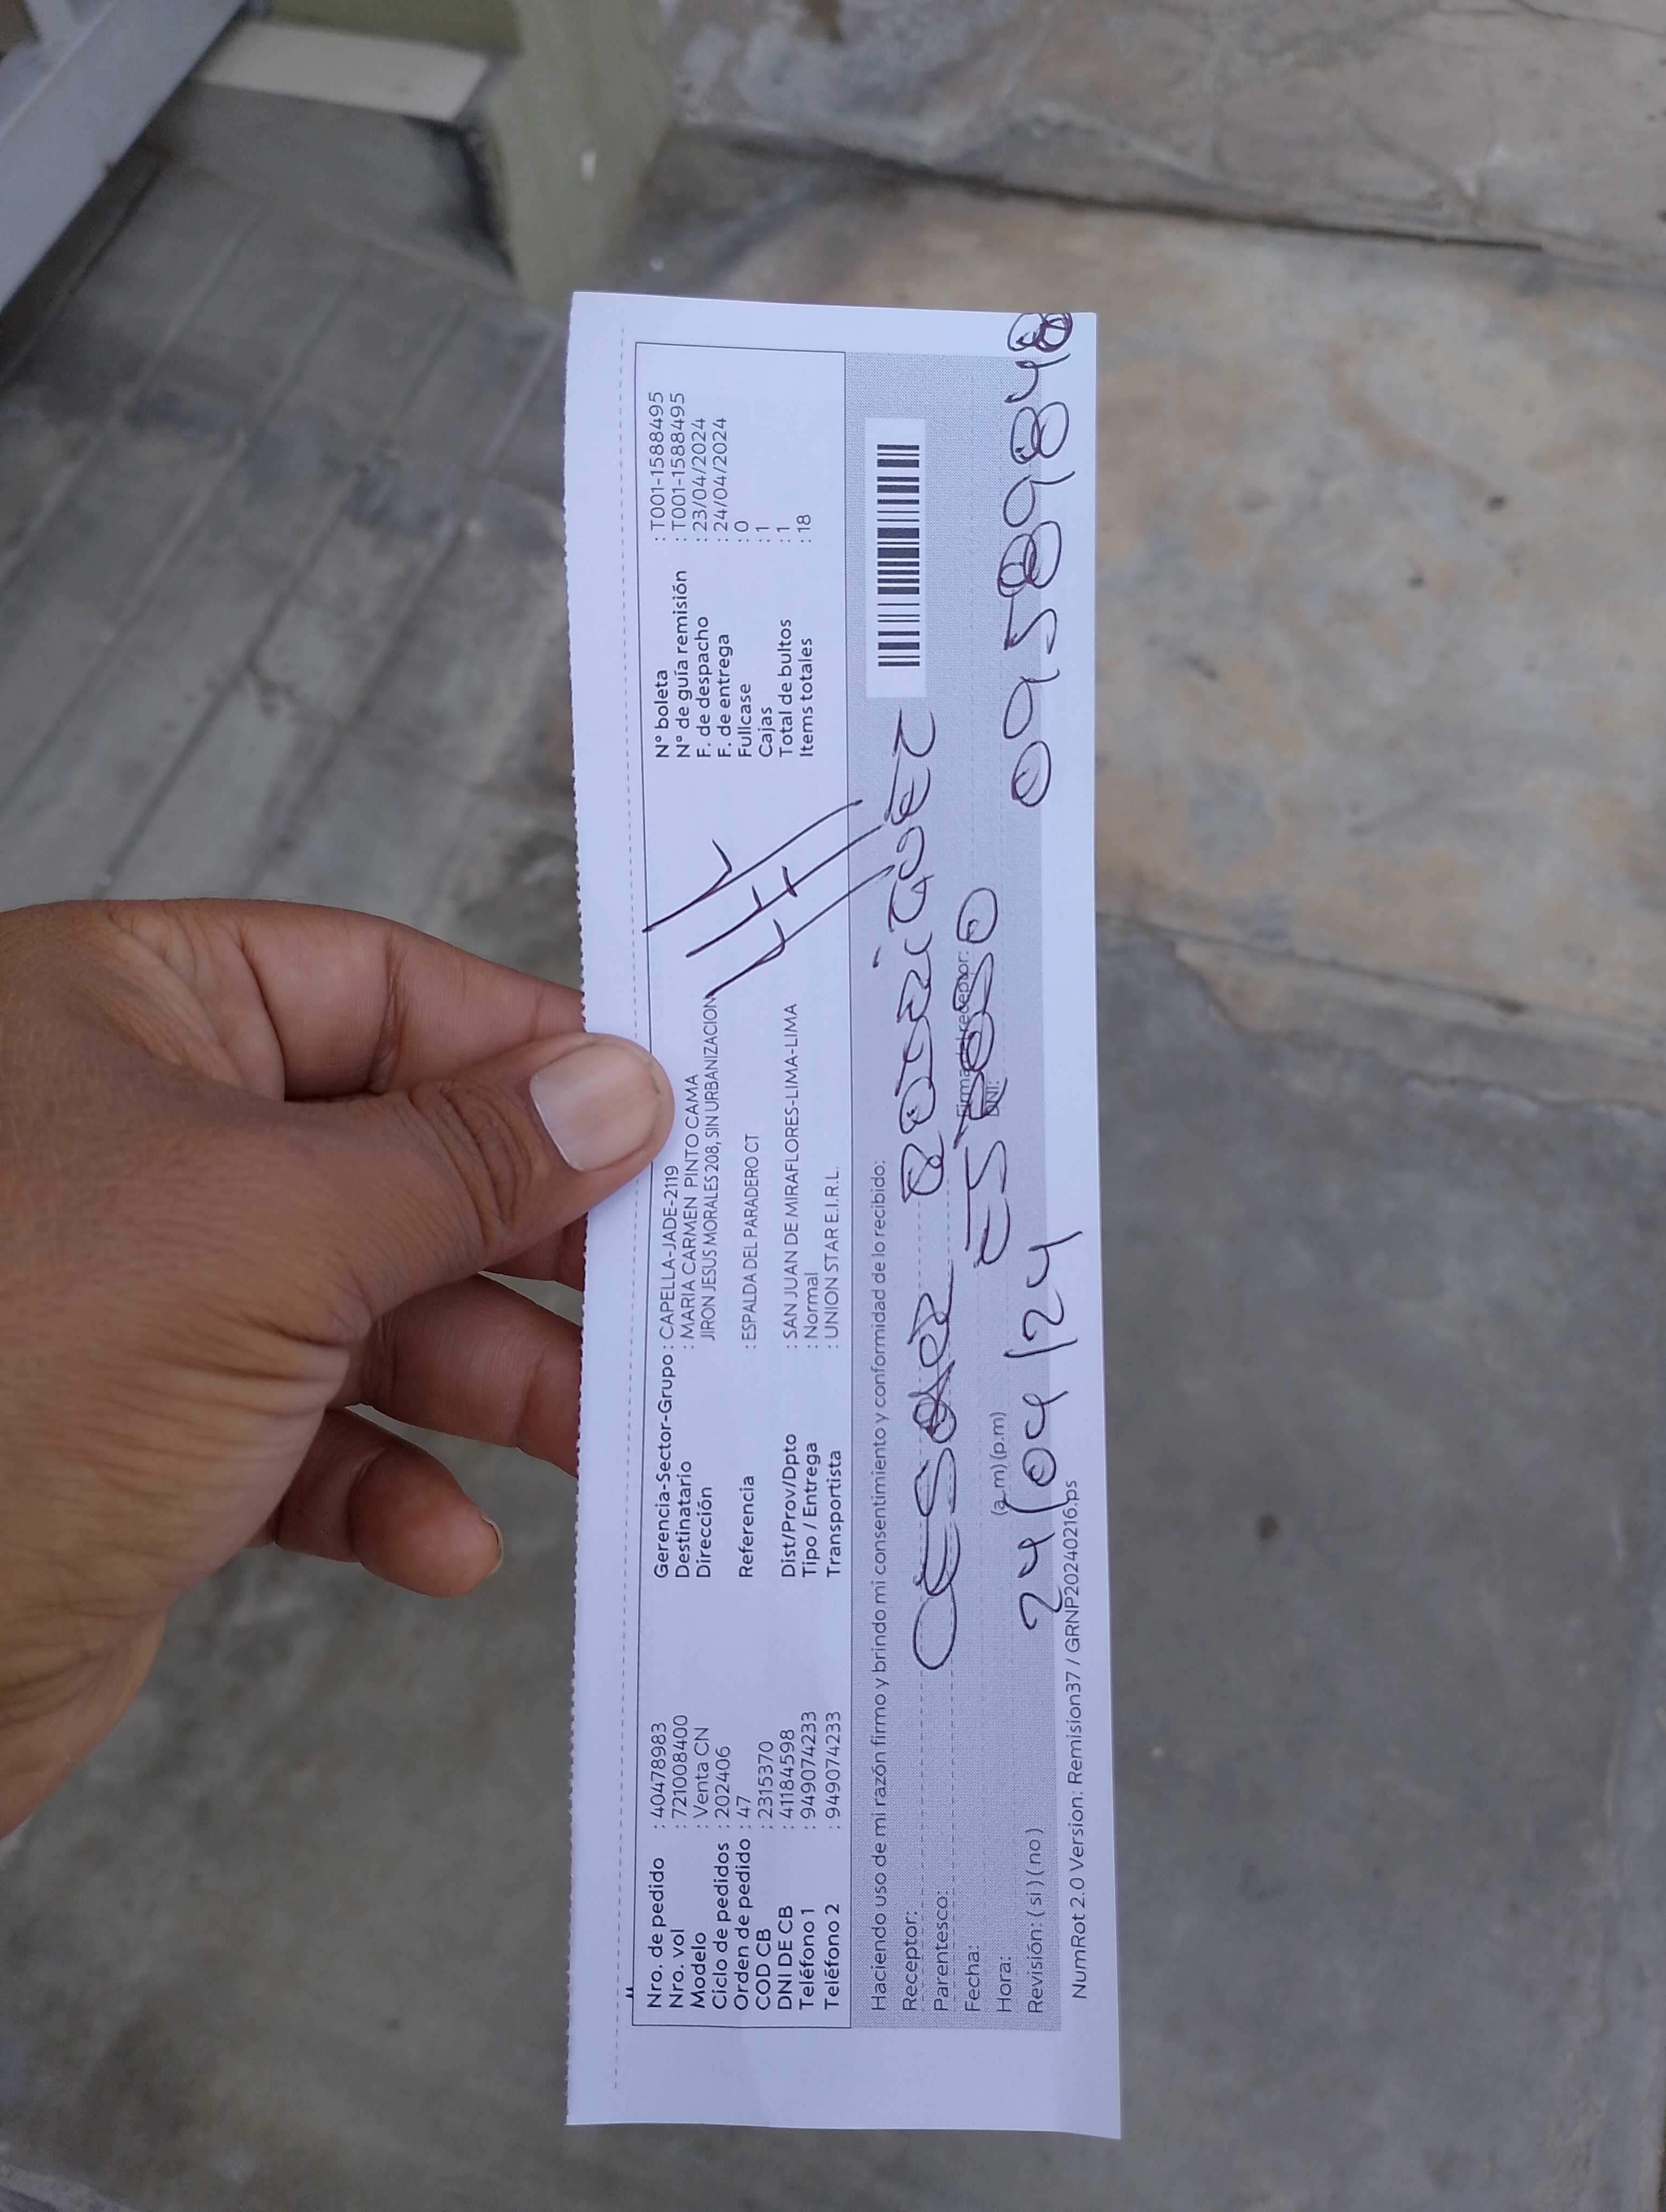 Nro. de pedido : 40478983
Nro. vol : 721008400
Modelo : Venta CN
Ciclo de pedidos : 202406
Orden de pedido : 47
COD CB : 2315370
DNI DE CB : 41184598
Teléfono 1 : 949074233
Teléfono 2 : 949074233
Gerencia-Sector-Grupo : CAPELLA-JADE-2119
Destinatario : MARIA CARMEN PINTO CAMA
Dirección JIRON JESUS MORALES 208, SIN URBANIZACION
Referencia : ESPALDA DEL PARADERO CT
Dist/Prov/Dpto : SAN JUAN DE MIRAFLORES-LIMA-LIMA
Tipo / Entrega : Normal
Transportista : UNION STAR E.I.R.L.
N° boleta : T001-1588495
N° de guía remisión : T001-1588495
F. de despacho : 23/04/2024
F. de entrega : 24/04/2024
Fullcase : 0
Cajas : 1
Total de bultos : 1
Items totales : 18
Haciendo uso de mi razón firmo y brindo mi consentimiento y conformidad de lo recibido:
Receptor: CESAR RODRIGUEZ
Parentesco: ESPOSO
Firma del receptor:
Fecha: DNI:
Hora: (a.m) (p.m)
Revisión: ( si ) ( no ) 24/04/24 09589848
NumRot 2.0 Version: Remision37 / GRNP20240216.ps